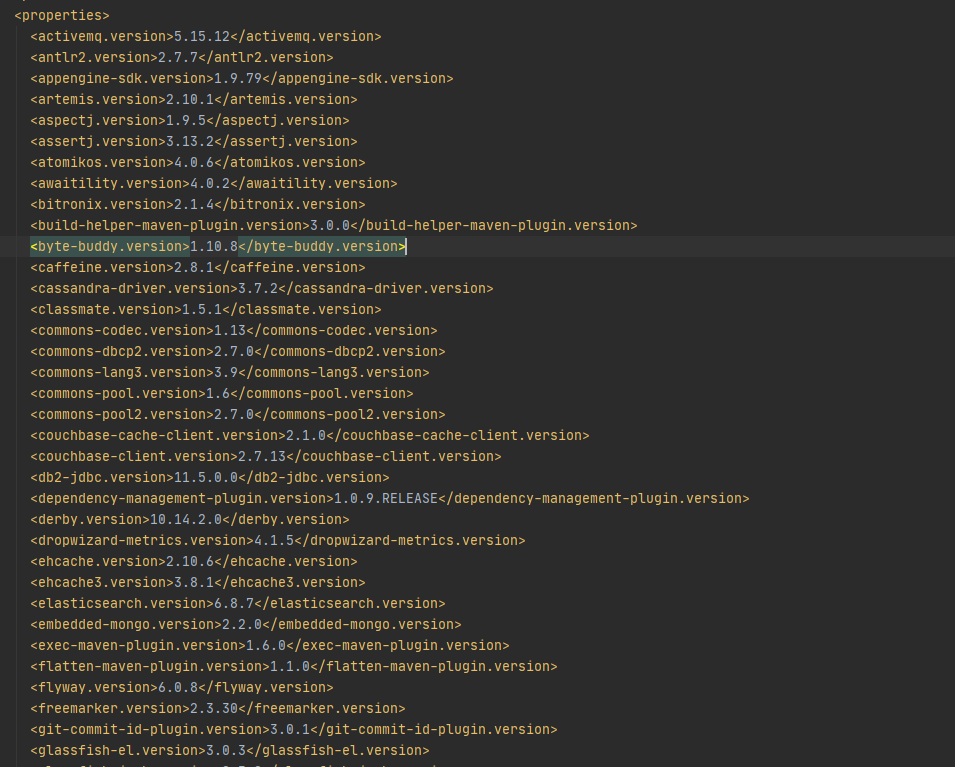 <properties>
<activemq.version>5.15.12</activemq.version>
<antlr2.version>2.7.7</antlr2.version>
<appengine-sdk.version>1.9.79</appengine-sdk.version>
<artemis.version>2.10.1</artemis.version>
<aspectj.version>1.9.5</aspectj.version>
<assertj.version>3.13.2</assertj.version>
<atomikos.version>4.0.6</atomikos.version>
<awaitility.version>4.0.2</awaitility.version>
<bitronix.version>2.1.4</bitronix.version>
<build-helper-maven-plugin.version>3.0.0</build-helper-maven-plugin.version>
<byte-buddy.version>1.10.8</byte-buddy.version>
<caffeine.version>2.8.1</caffeine.version>
<cassandra-driver.version>3.7.2</cassandra-driver.version>
<classmate.version>1.5.1</classmate.version>
<commons-codec.version>1.13</commons-codec.version>
<commons-dbcp2.version>2.7.0</commons-dbcp2.version>
<commons-lang3.version>3.9</commons-lang3.version>
<commons-pool.version>1.6</commons-pool.version>
<commons-pool2.version>2.7.0</commons-pool2.version>
<couchbase-cache-client.version>2.1.0</couchbase-cache-client.version>
<couchbase-client.version>2.7.13</couchbase-client.version>
<db2-jdbc.version>11.5.0.0</db2-jdbc.version>
<dependency-management-plugin.version>1.0.9.RELEASE</dependency-management-plugin.version>
<derby.version>10.14.2.0</derby.version>
<dropwizard-metrics.version>4.1.5</dropwizard-metrics.version>
<ehcache.version>2.10.6</ehcache.version>
<ehcache3.version>3.8.1</ehcache3.version>
<elasticsearch.version>6.8.7</elasticsearch.version>
<embedded-mongo.version>2.2.0</embedded-mongo.version>
<exec-maven-plugin.version>1.6.0</exec-maven-plugin.version>
<flatten-maven-plugin.version>1.1.0</flatten-maven-plugin.version>
<flyway.version>6.0.8</flyway.version>
<freemarker.version>2.3.30</freemarker.version>
<git-commit-id-plugin.version>3.0.1</git-commit-id-plugin.version>
<glassfish-el.version>3.0.3</glassfish-el.version>